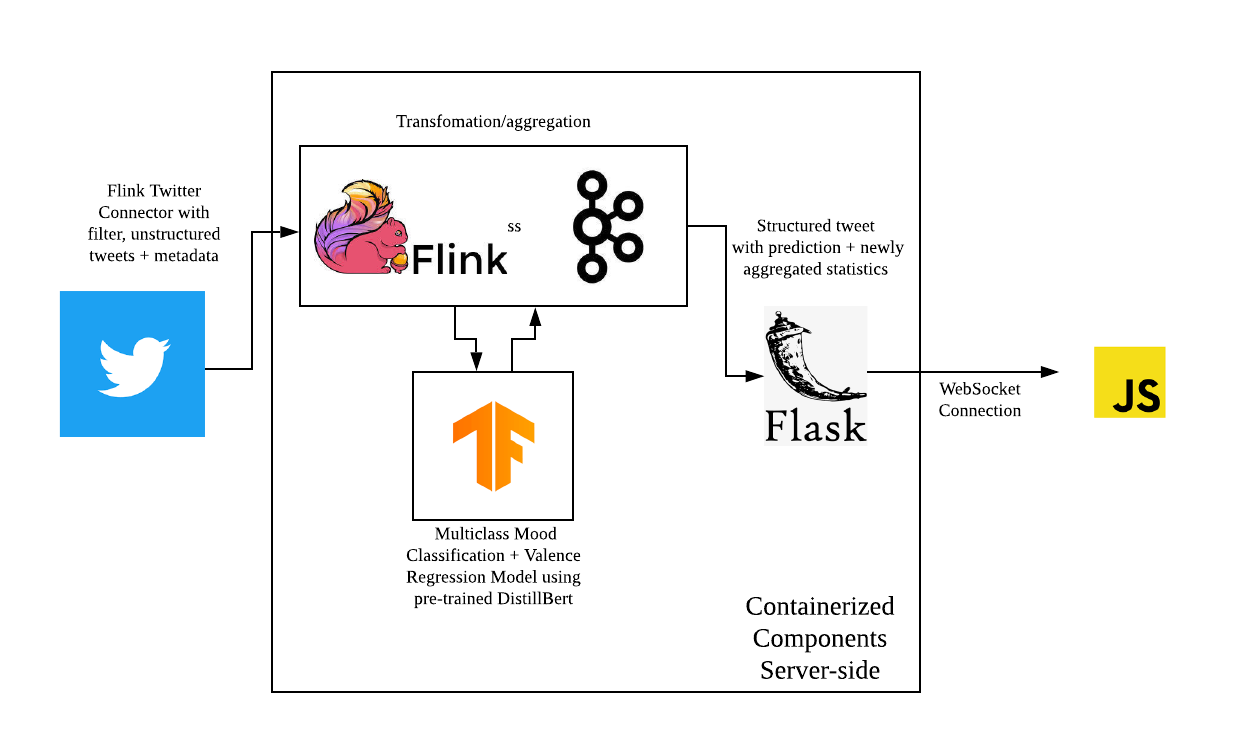 Transfomation/aggregation
Flink Twitter
Connector with
filter, unstructured
tweets + metadata
Flink
ss
Structured tweet
with prediction + newly
aggregated statistics
Flask
WebSocket
Connection
JS
TF
Multiclass Mood
Classification + Valence
Regression Model using
pre-trained DistillBert
Containerized
Components
Server-side